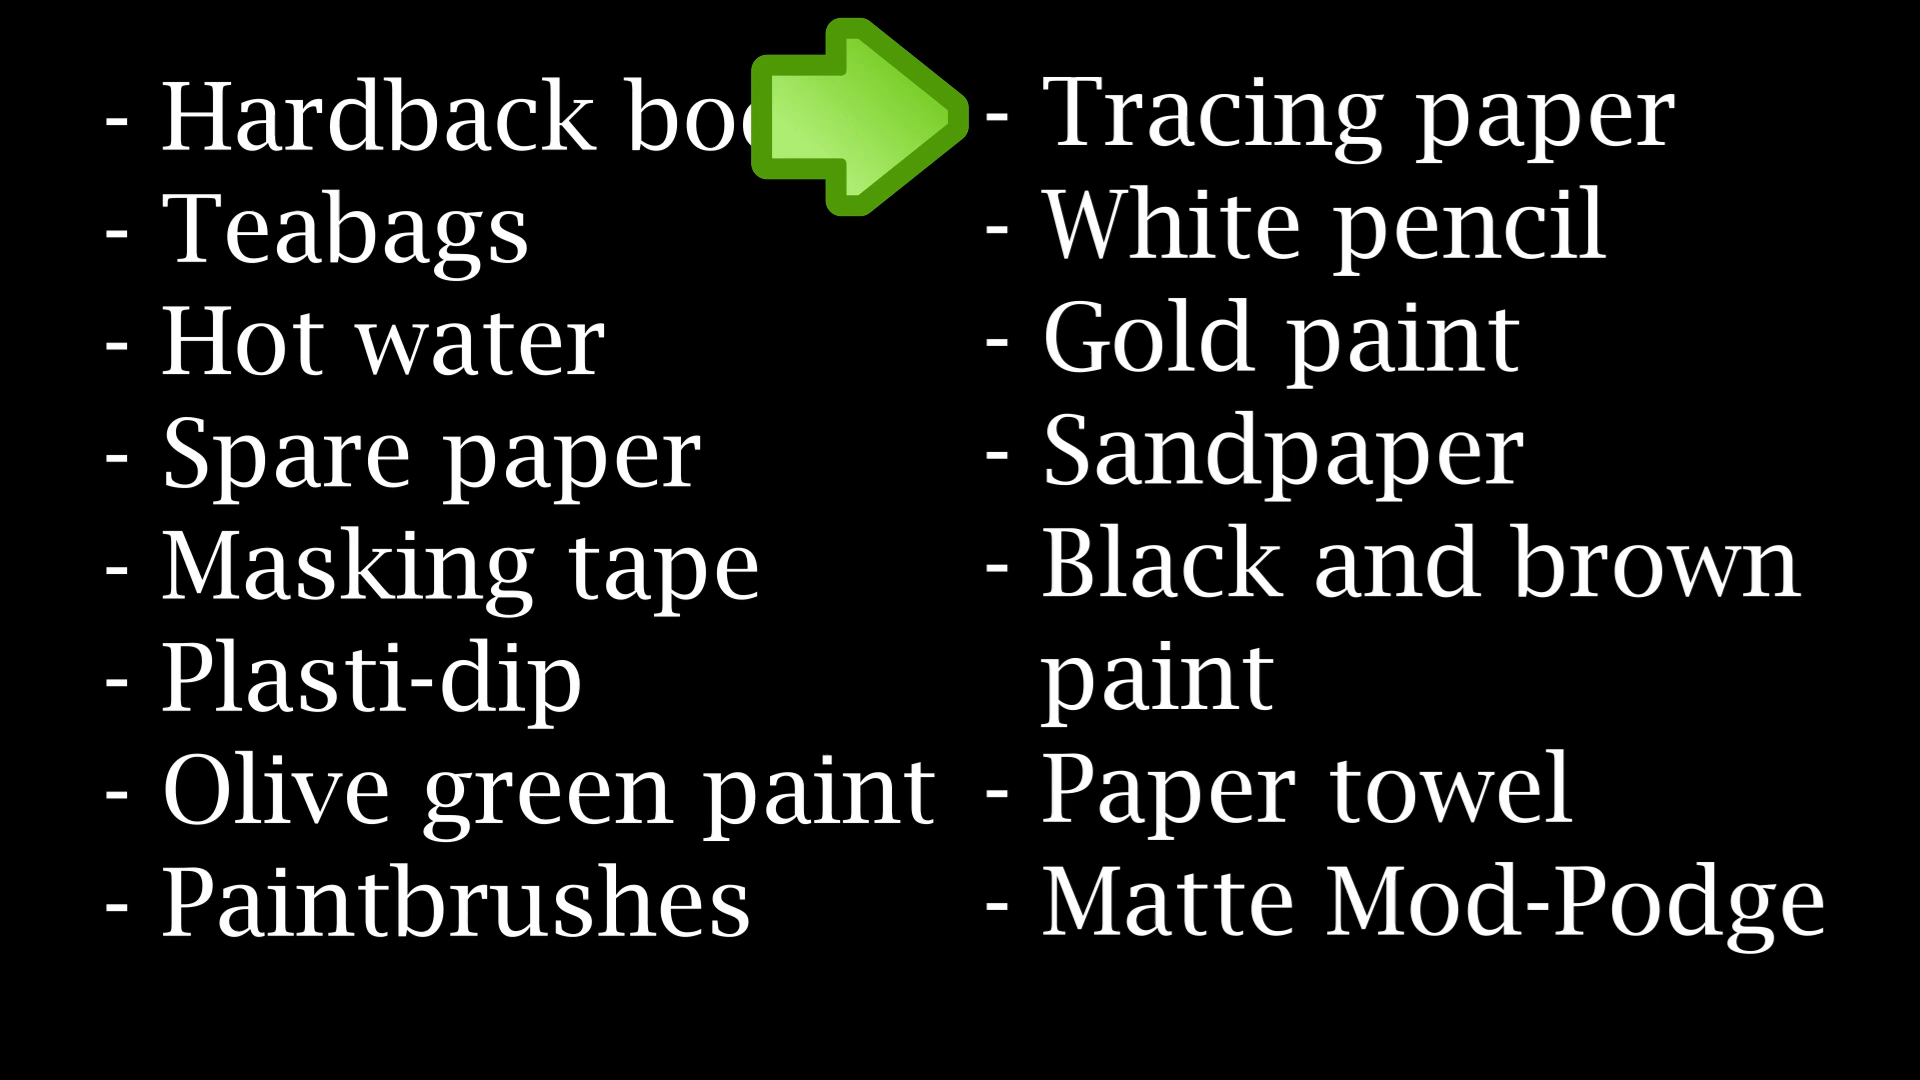 - Hardback
- Teabags
- Hot water
- Spare paper
- Masking tape
- Plasti-dip
- Olive green paint
- Paintbrushes
- Tracing paper
- White pencil
- Gold paint
- Sandpaper
- Black and brown
paint
- Paper towel
- Matte Mod-Podge